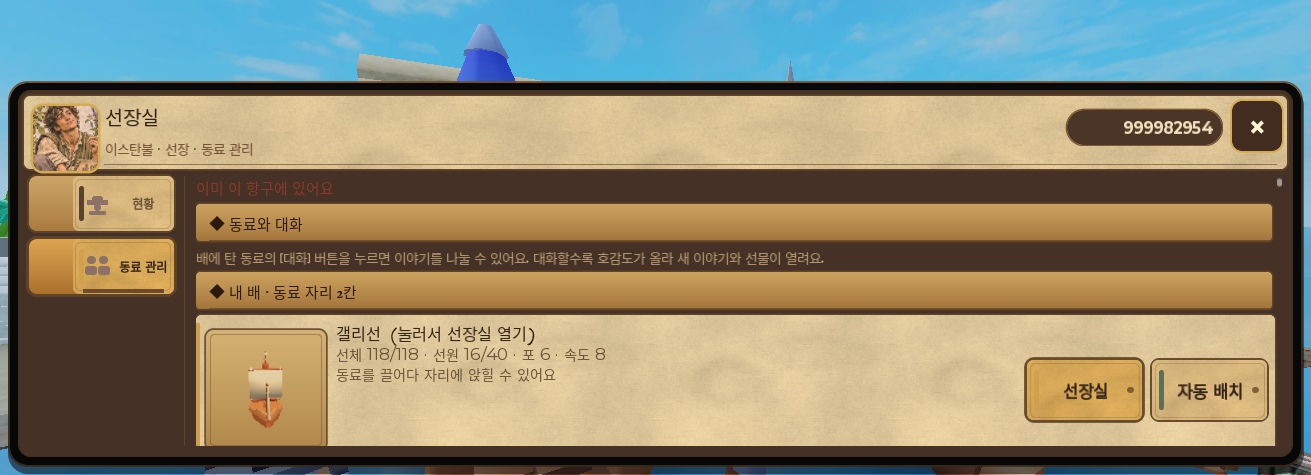 선장실
이스탄불 · 선장 · 동료 관리
999982954
×
현황
동료 관리
이미 이 항구에 있어요
◆ 동료와 대화
배에 탄 동료의 [대화] 버튼을 누르면 이야기를 나눌 수 있어요. 대화할수록 호감도가 올라 새 이야기와 선물이 열려요.
◆ 내 배 · 동료 자리 2칸
갤리선 (눌러서 선장실 열기)
선체 118/118 · 선원 16/40 · 포 6 · 속도 8
동료를 끌어다 자리에 앉힐 수 있어요
선장실
자동 배치